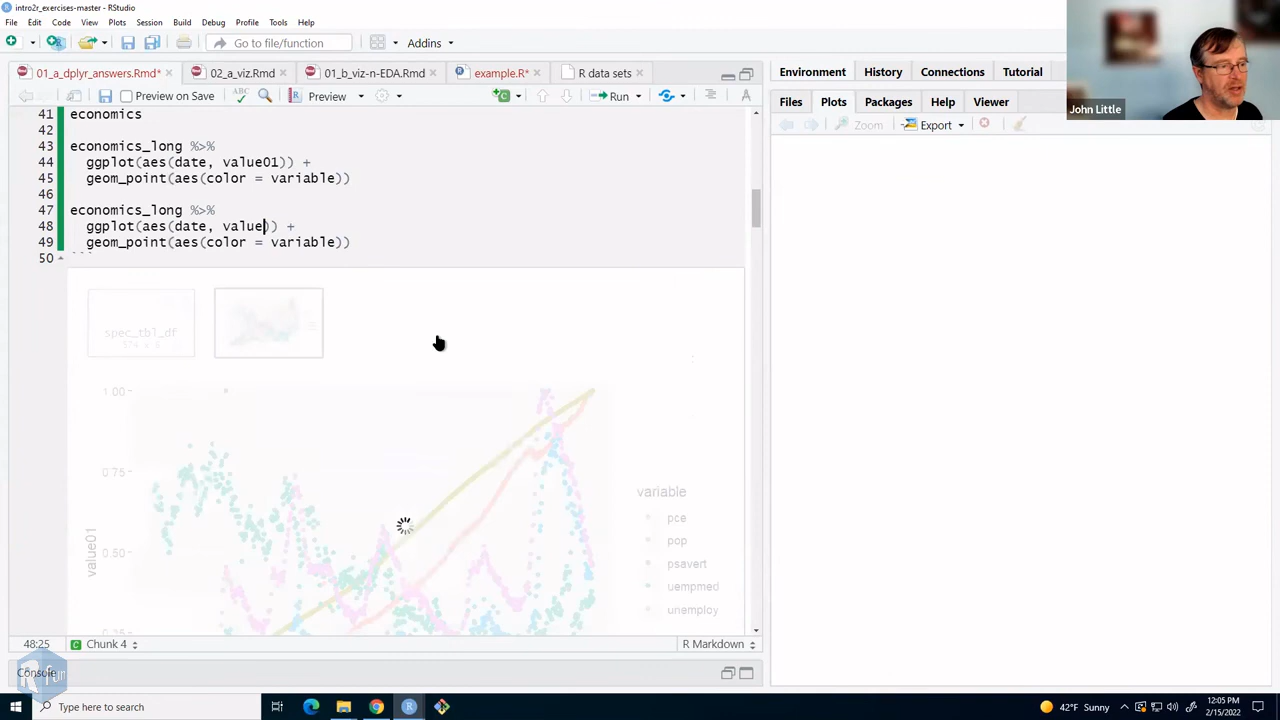 intro2r_exercises-master - RStudio
File Edit Code View Plots Session Build Debug Profile Tools Help
Go to file/function Addins
01_a_dplyr_answers.Rmd* 02_a_viz.Rmd 01_b_viz-n-EDA.Rmd example.R* R data sets
Preview on Save Preview Run
41 economics
42
43 economics_long %>%
44 ggplot(aes(date, value01)) +
45 geom_point(aes(color = variable))
46
47 economics_long %>%
48 ggplot(aes(date, value)) +
49 geom_point(aes(color = variable))
50 ```
spec_tbl_df
1.00
0.75
0.50
value01
variable
pce
pop
psavert
uempmed
unemploy
48:25 Chunk 4 R Markdown
Console
Environment History Connections Tutorial
Files Plots Packages Help Viewer
Zoom Export
John Little
Type here to search
42°F Sunny
12:05 PM
2/15/2022